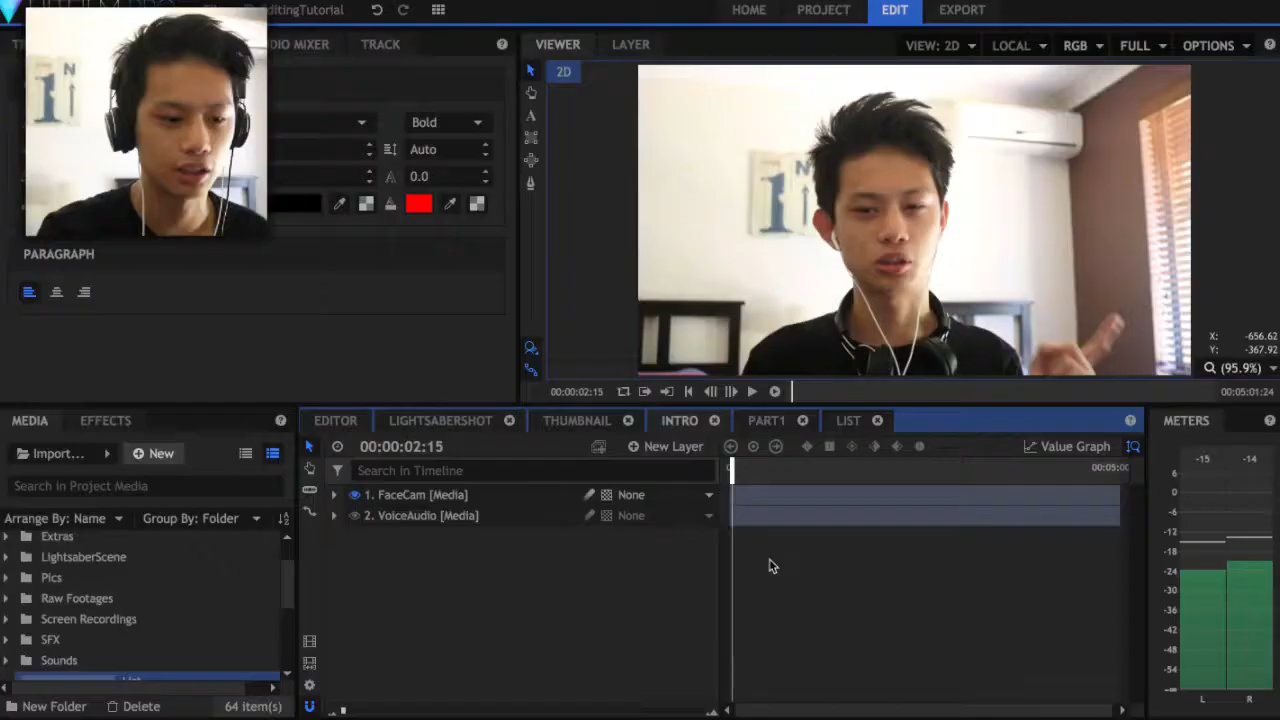 EditingTutorial
HOME PROJECT EDIT EXPORT
AUDIO MIXER TRACK
VIEWER LAYER
VIEW: 2D LOCAL RGB FULL OPTIONS
2D
Bold
Auto
0.0
PARAGRAPH
X: -656.62
Y: -367.92
(95.9%)
00:00:02:15
00:05:01:24
MEDIA EFFECTS
EDITOR LIGHTSABERSHOT THUMBNAIL INTRO PART1 LIST
METERS
Import... New
00:00:02:15
New Layer
Value Graph
-15 -14
Search in Project Media
Search in Timeline
00:05:00
Arrange By: Name Group By: Folder
Extras
LightsaberScene
Pics
Raw Footages
Screen Recordings
SFX
Sounds
List
1. FaceCam [Media] None
2. VoiceAudio [Media] None
6
0
-6
-12
-18
-24
-30
-36
-42
-48
-54
-∞
L R
New Folder Delete 64 item(s)